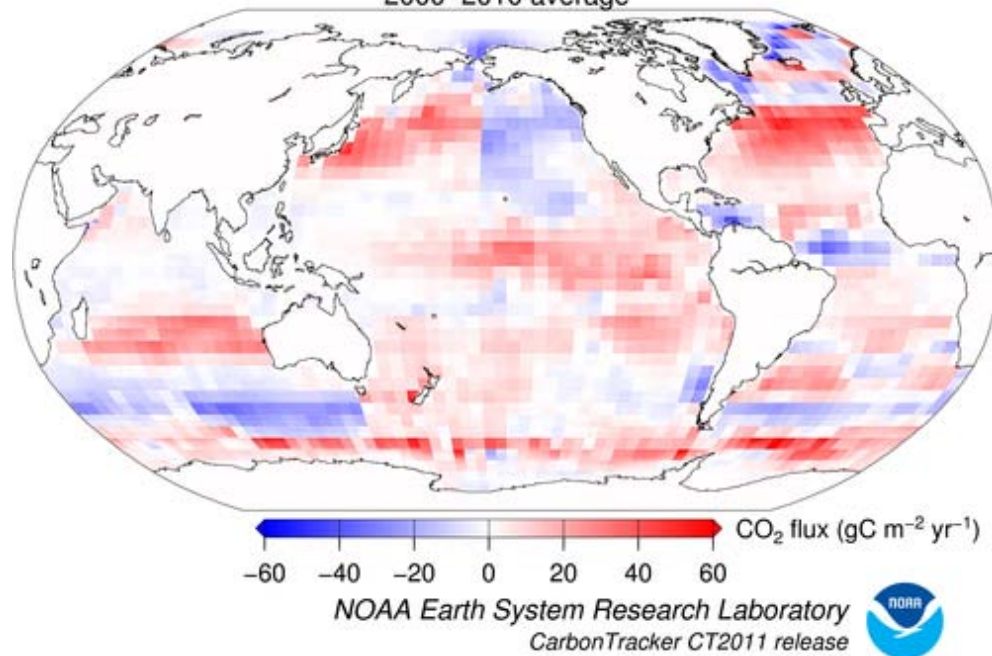 −60 −40 −20 0 20 40 60
CO₂ flux (gC m⁻² yr⁻¹)
NOAA Earth System Research Laboratory
CarbonTracker CT2011 release
NOAA